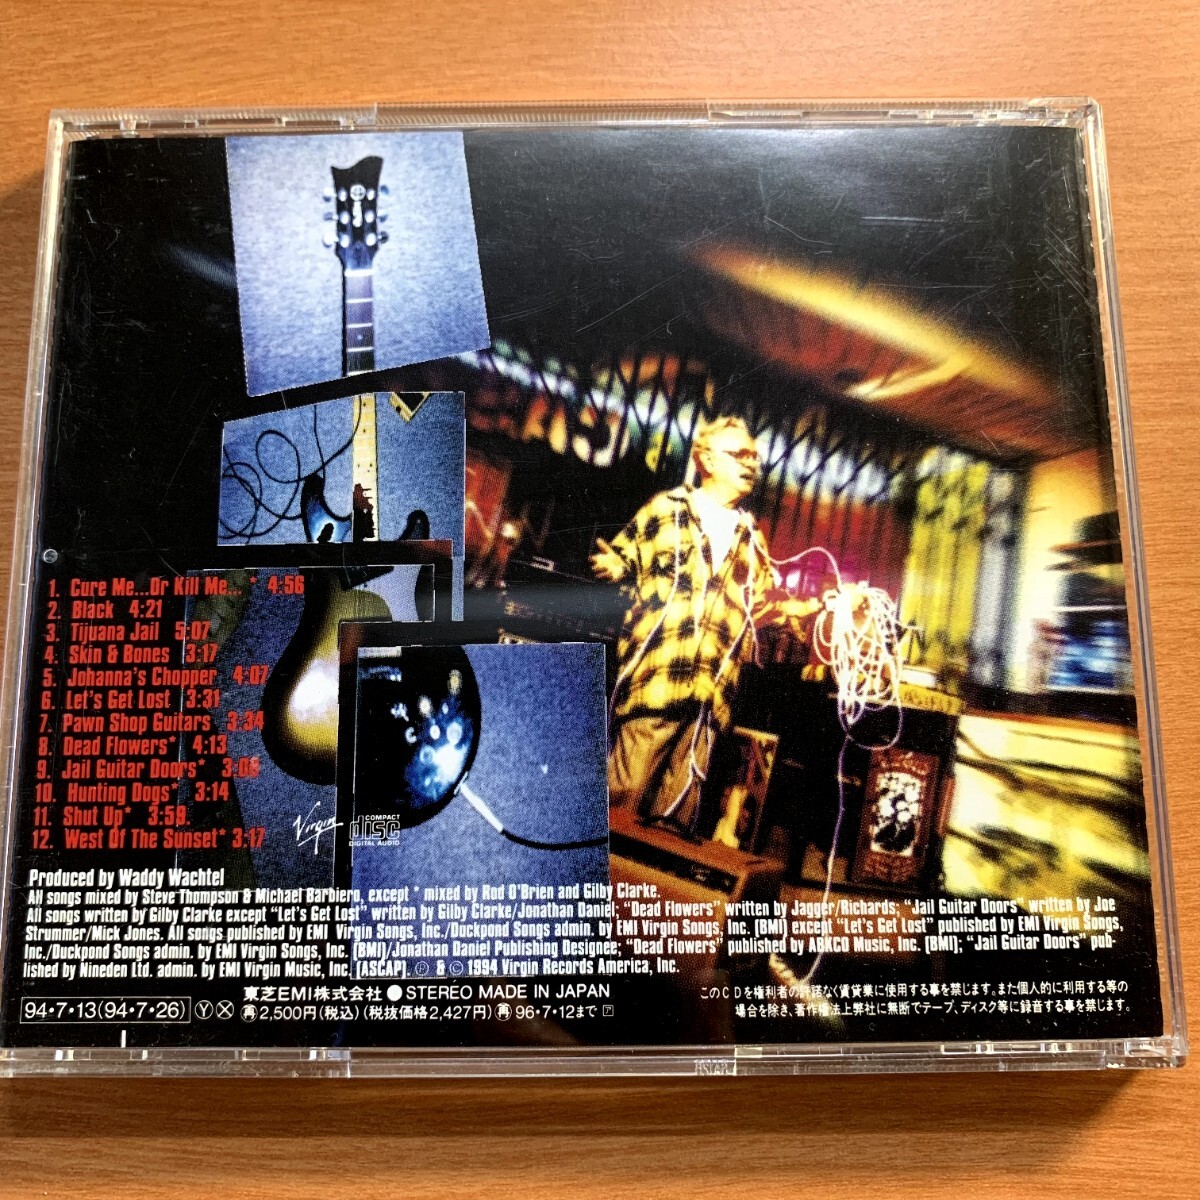 1. Cure Me...Or Kill Me... * 4:56
2. Black 4:21
3. Tijuana Jail 5:07
4. Skin & Bones 3:17
5. Johanna's Chopper 4:07
6. Let's Get Lost 3:31
7. Pawn Shop Guitars 3:34
8. Dead Flowers* 4:13
9. Jail Guitar Doors*
10. Hunting Dogs* 3:14
11. Shut Up* 3:59
12. West Of The Sunset* 3:17
Virgin
COMPACT
disc
DIGITAL AUDIO
Produced by Waddy Wachtel
All songs mixed by Steve Thompson & Michael Barbiero, except * mixed by Rod O'Brien and Gilby Clarke.
All songs written by Gilby Clarke except "Let's Get Lost" written by Gilby Clarke/Jonathan Daniel; "Dead Flowers" written by Jagger/Richards; "Jail Guitar Doors" written by Joe
Strummer/Mick Jones. All songs published by EMI Virgin Songs, Inc./Duckpond Songs admin. by EMI Virgin Songs, Inc. [BMI] except "Let's Get Lost" published by EMI Virgin Songs,
Inc./Duckpond Songs admin. by EMI Virgin Songs, Inc. [BMI]/Jonathan Daniel Publishing Designee; "Dead Flowers" published by ABKCO Music, Inc. [BMI]; "Jail Guitar Doors" pub-
lished by Nineden Ltd. admin. by EMI Virgin Music, Inc. [ASCAP]. ℗ & © 1994 Virgin Records America, Inc.
東芝EMI株式会社 ● STEREO MADE IN JAPAN
94・7・13(94・7・26) Ⓨ Ⓧ ㊐2,500円(税込)(税抜価格2,427円) 96・7・12まで ア
このCDを権利者の許諾なく賃貸業に使用する事を禁じます。また個人的に利用する等の
場合を除き、著作権法上弊社に無断でテープ、ディスク等に録音する事を禁じます。